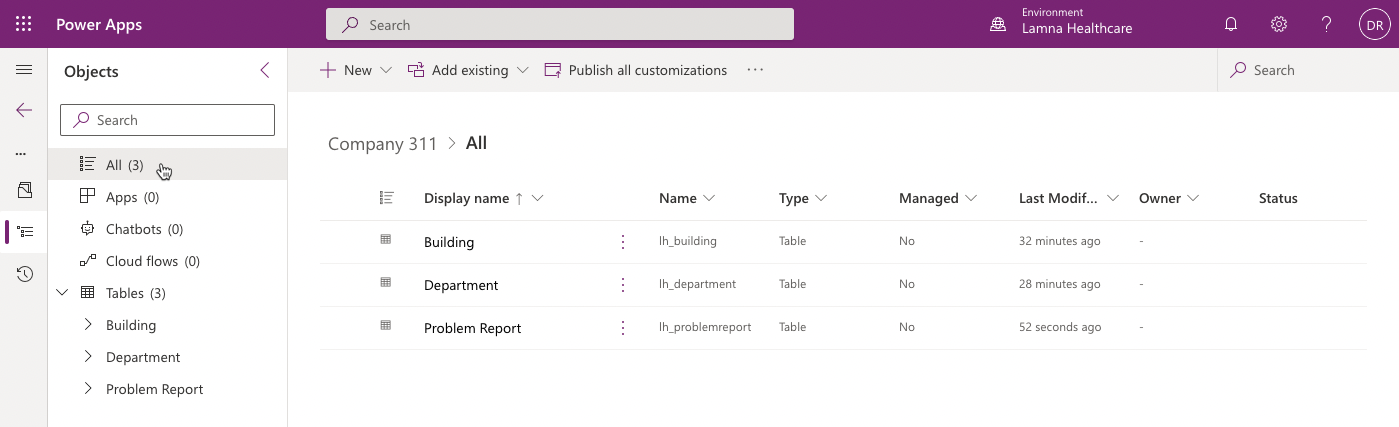 Power Apps
Search
Environment
Lamna Healthcare
?
DR
Objects
New
Add existing
Publish all customizations
···
Search
Search
...
All (3)
Apps (0)
Chatbots (0)
Cloud flows (0)
Tables (3)
Building
Department
Problem Report
Company 311 > All
Display name ↑ Name Type Managed Last Modif... Owner Status
Building lh_building Table No 32 minutes ago -
Department lh_department Table No 28 minutes ago -
Problem Report lh_problemreport Table No 52 seconds ago -